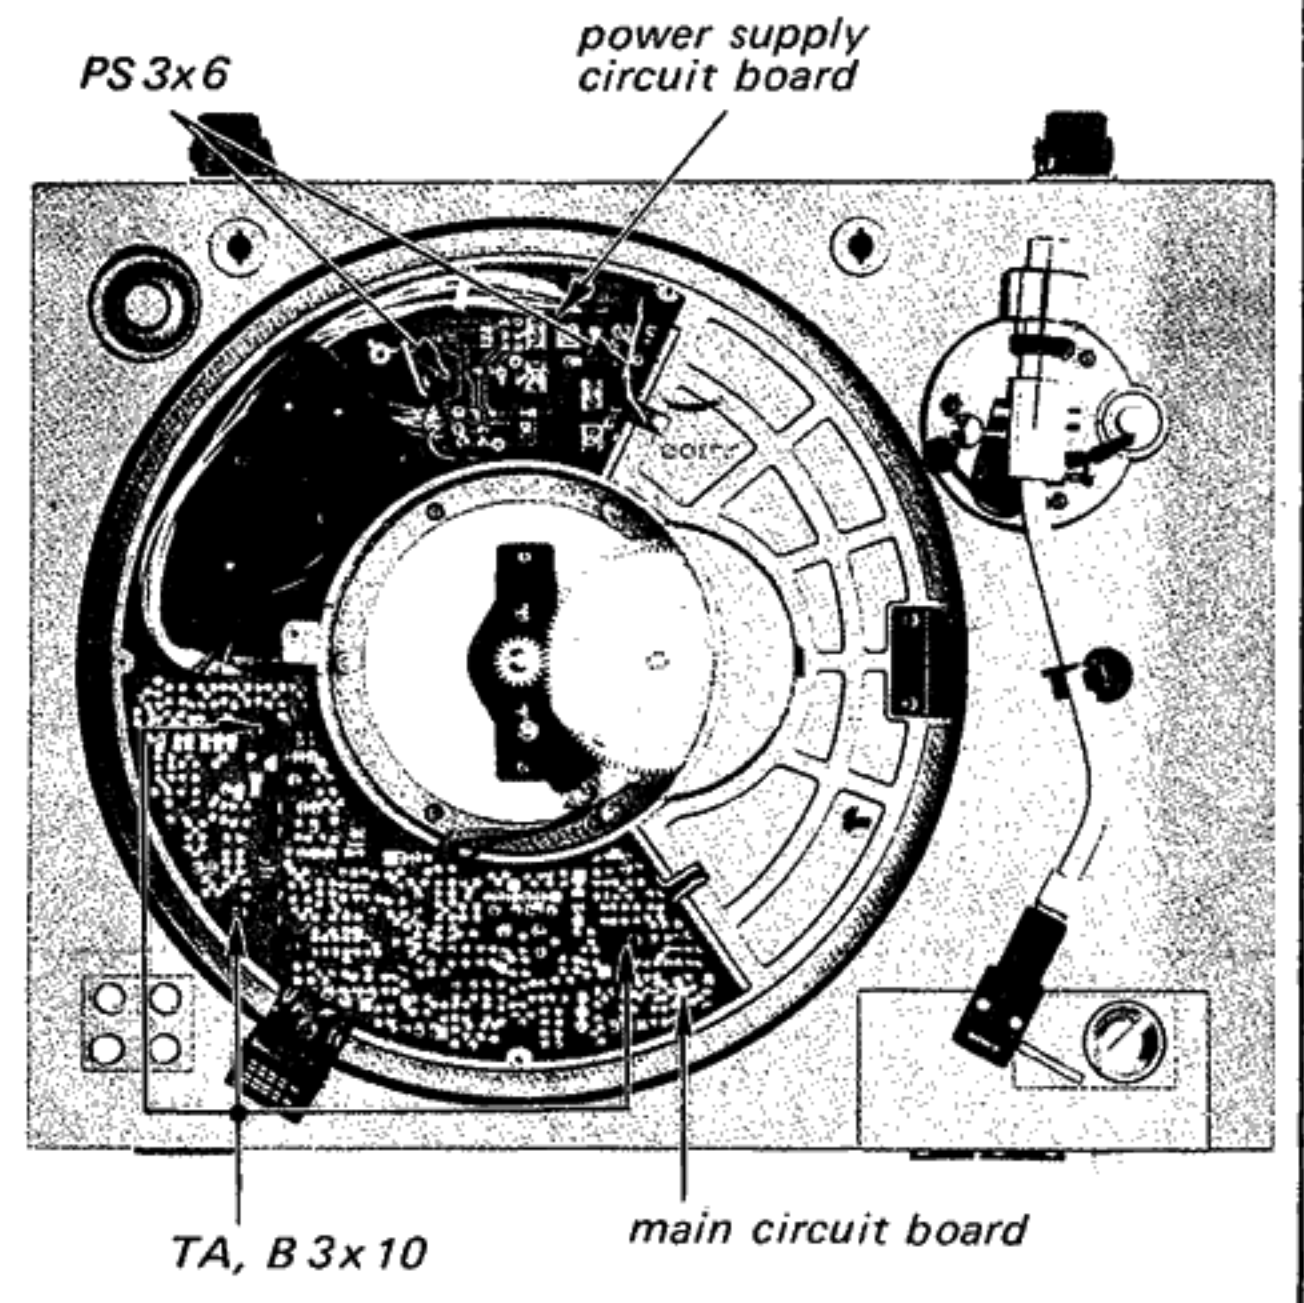 power supply
circuit board
PS 3x6
TA, B 3x10
main circuit board